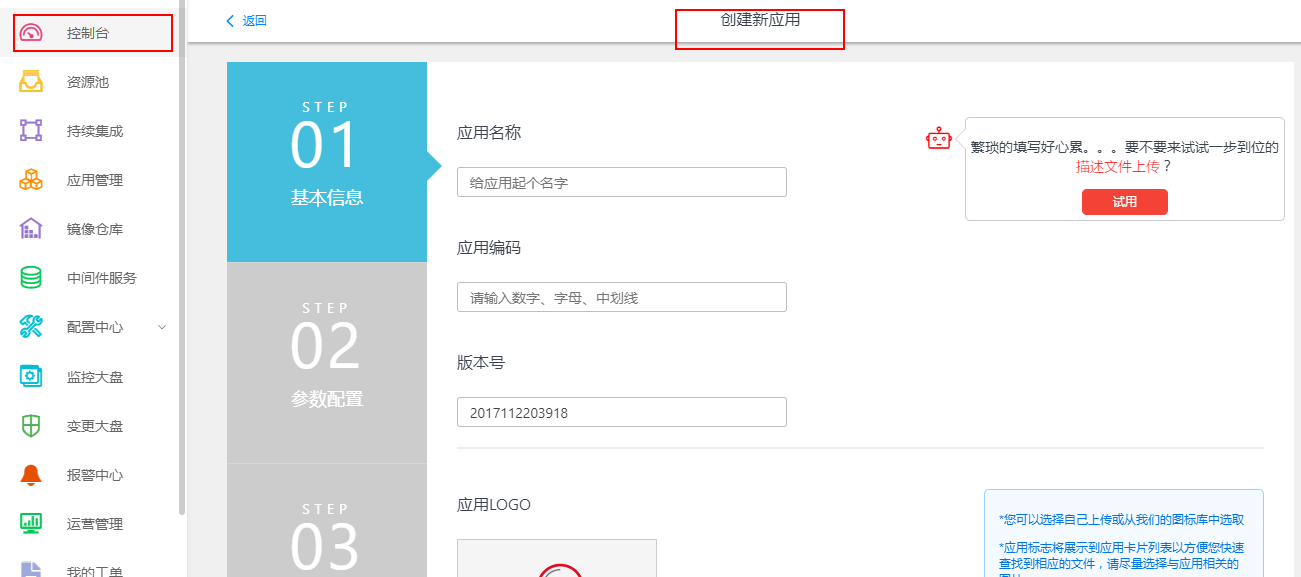 控制台
资源池
持续集成
应用管理
镜像仓库
中间件服务
配置中心
监控大盘
变更大盘
报警中心
运营管理
我的工单
返回
创建新应用
STEP
01
基本信息
STEP
02
参数配置
STEP
03
应用名称
给应用起个名字
应用编码
请输入数字、字母、中划线
版本号
2017112203918
应用LOGO
繁琐的填写好心累。。。要不要来试试一步到位的
描述文件上传？
试用
*您可以选择自己上传或从我们的图标库中选取
*应用标志将展示到应用卡片列表以方便您快速
查找到相应的文件，请尽量选择与应用相关的